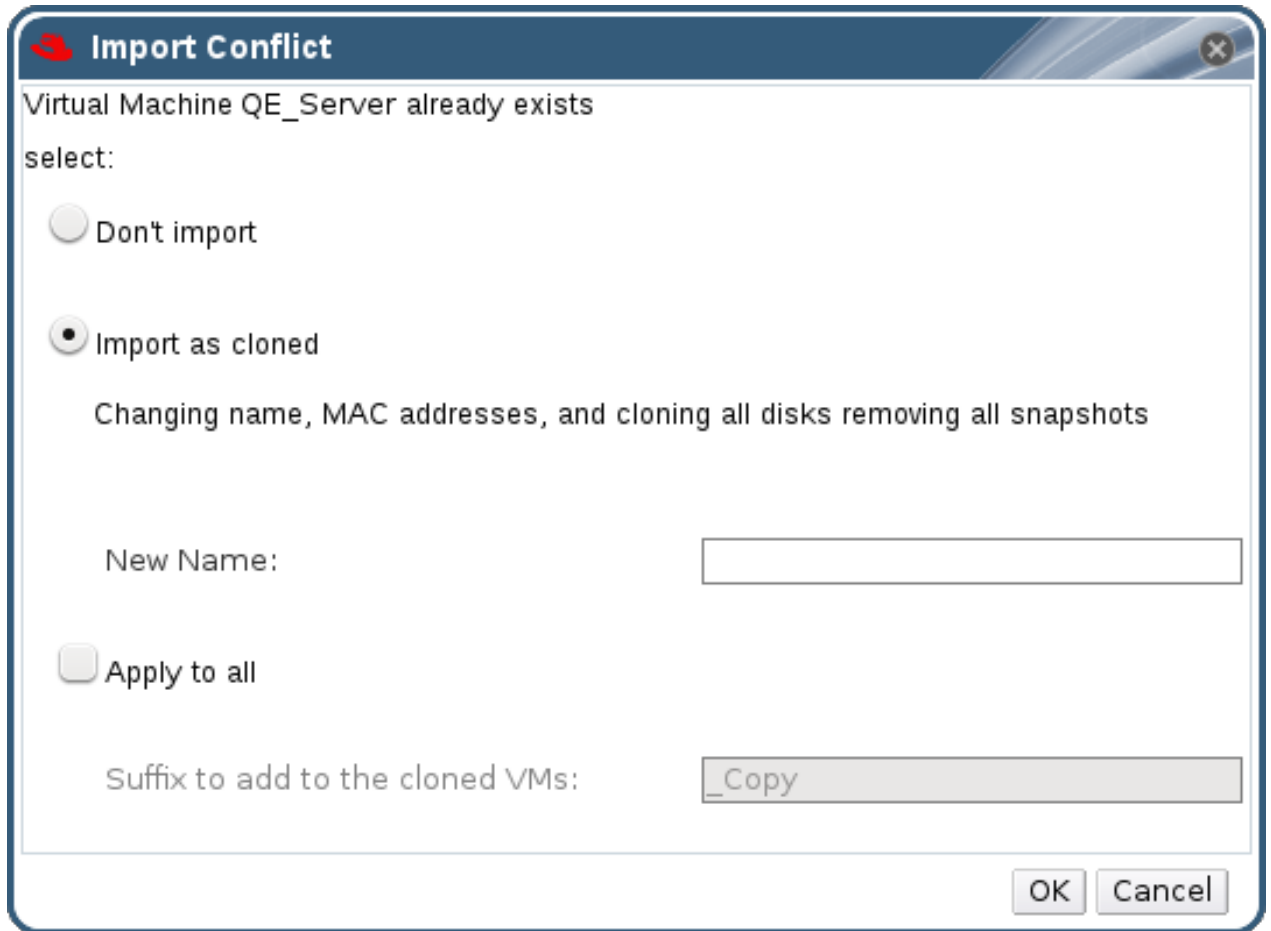 Import Conflict
Virtual Machine QE_Server already exists
select:
Don't import
Import as cloned
Changing name, MAC addresses, and cloning all disks removing all snapshots
New Name:
Apply to all
Suffix to add to the cloned VMs: _Copy
OK Cancel